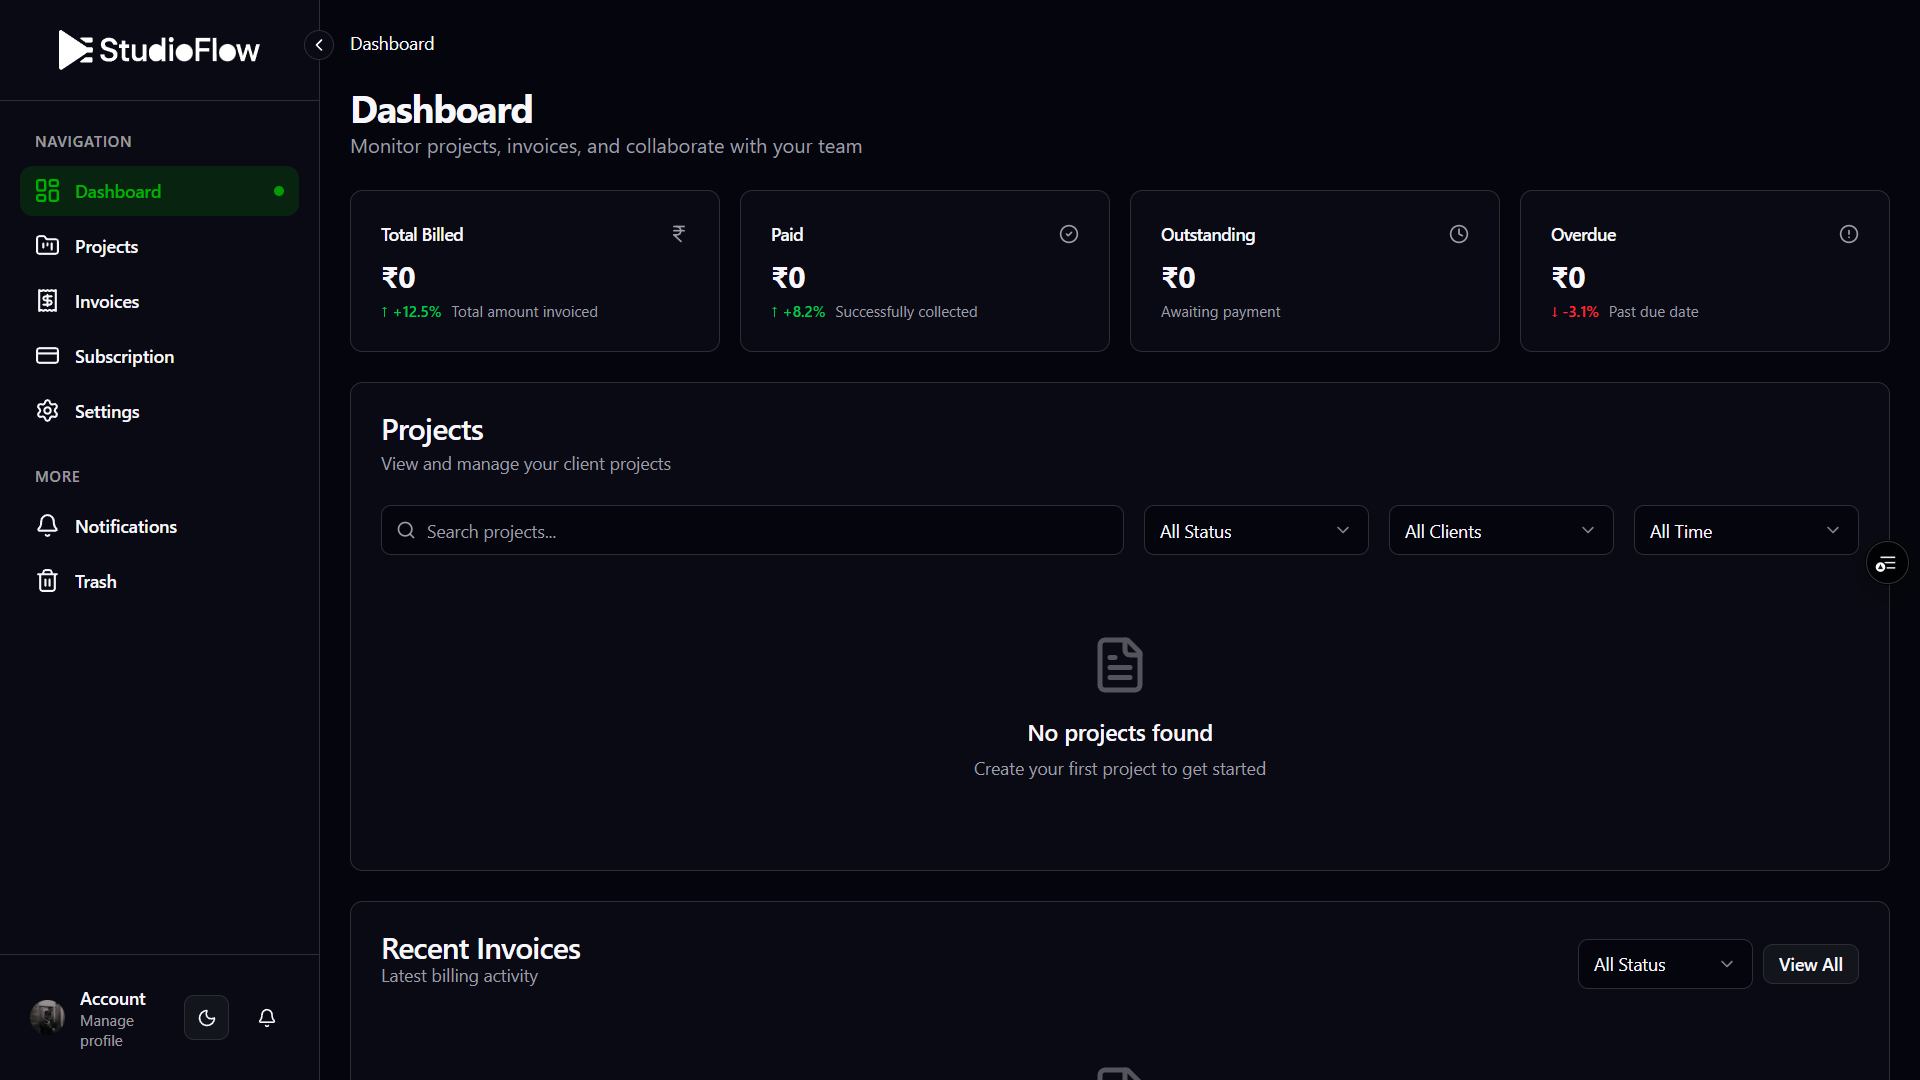 StudioFlow
Dashboard
NAVIGATION
Dashboard
Projects
Invoices
Subscription
Settings
MORE
Notifications
Trash
Account
Manage
profile
Dashboard
Monitor projects, invoices, and collaborate with your team
Total Billed
₹0
↑ +12.5% Total amount invoiced
Paid
₹0
↑ +8.2% Successfully collected
Outstanding
₹0
Awaiting payment
Overdue
₹0
↓ -3.1% Past due date
Projects
View and manage your client projects
Search projects...
All Status
All Clients
All Time
No projects found
Create your first project to get started
Recent Invoices
Latest billing activity
All Status
View All